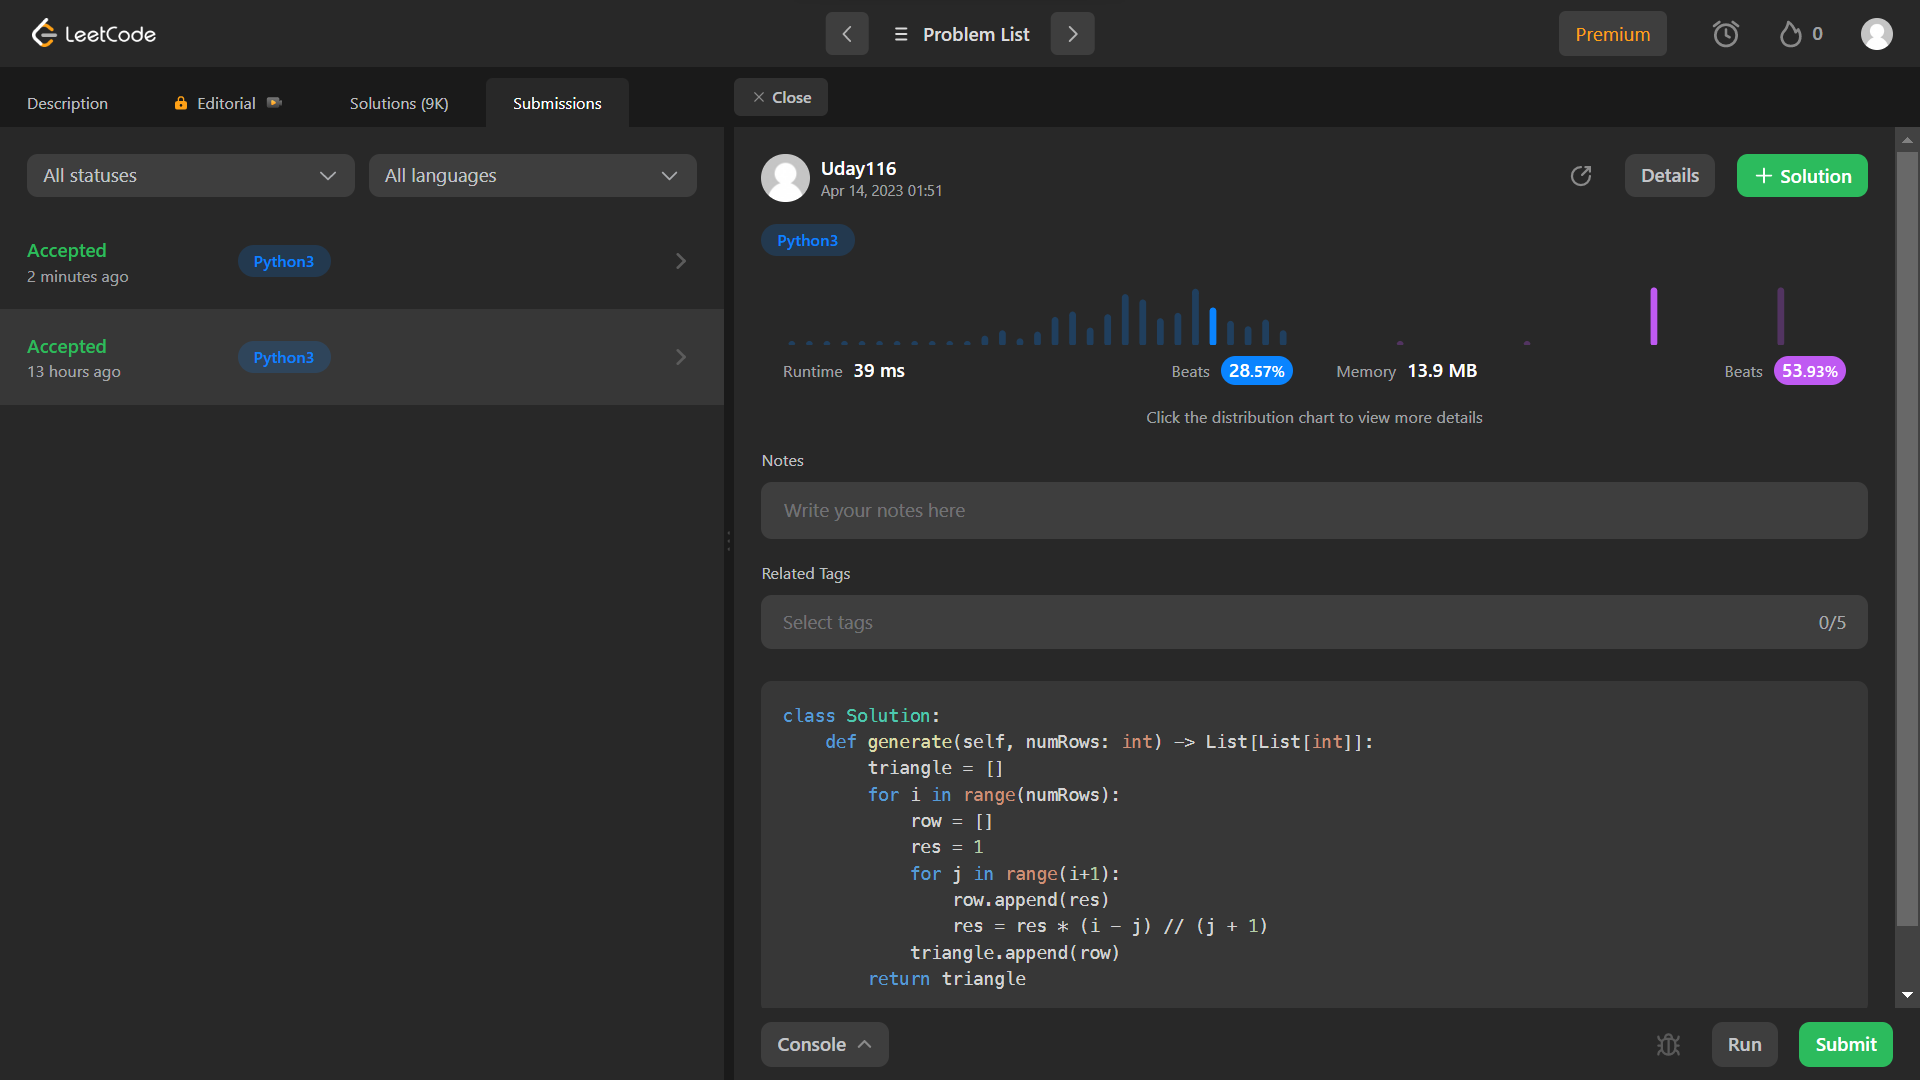 LeetCode
Problem List
Premium
0
Description
Editorial
Solutions (9K)
Submissions
Close
All statuses
All languages
Accepted
2 minutes ago
Python3
Accepted
13 hours ago
Python3
Uday116
Apr 14, 2023 01:51
Details
Solution
Python3
Runtime 39 ms
Beats 28.57%
Memory 13.9 MB
Beats 53.93%
Click the distribution chart to view more details
Notes
Write your notes here
Related Tags
Select tags
0/5
class Solution:
    def generate(self, numRows: int) -> List[List[int]]:
        triangle = []
        for i in range(numRows):
            row = []
            res = 1
            for j in range(i+1):
                row.append(res)
                res = res * (i - j) // (j + 1)
            triangle.append(row)
        return triangle
Console
Run
Submit